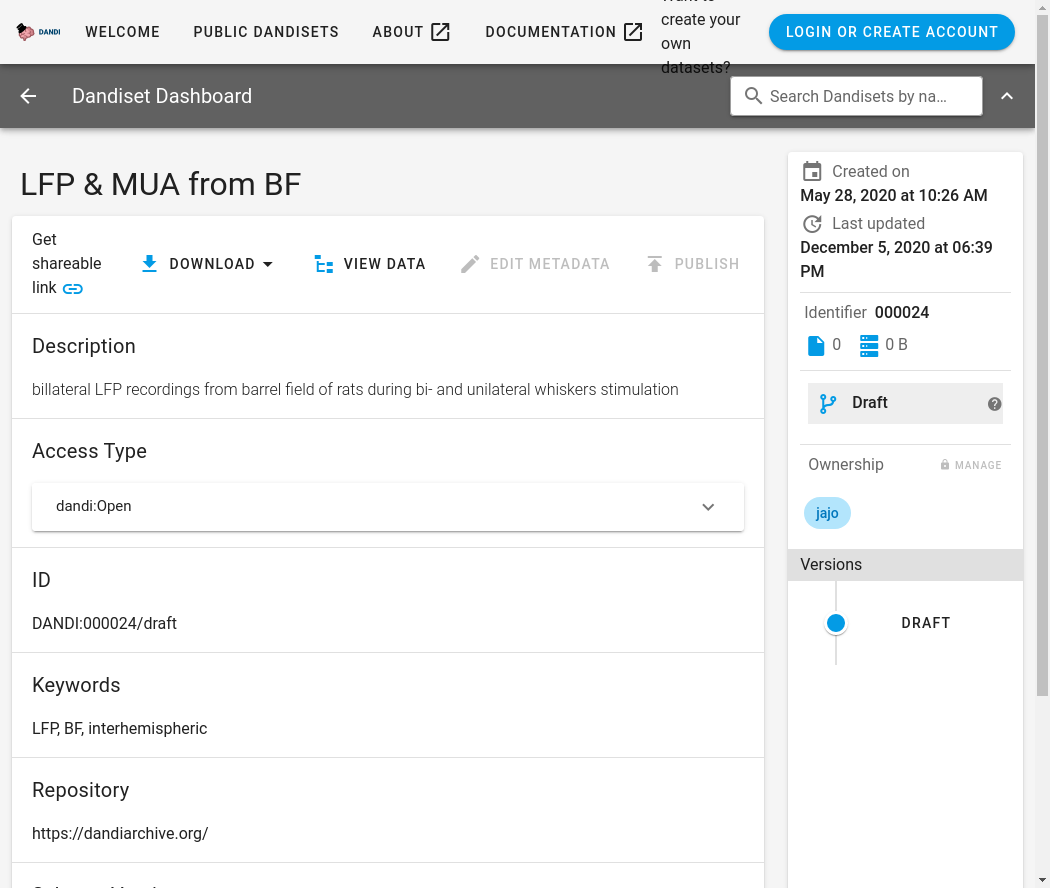 DANDI
WELCOME
PUBLIC DANDISETS
ABOUT
DOCUMENTATION
create your
own
datasets?
LOGIN OR CREATE ACCOUNT
Dandiset Dashboard
Search Dandisets by na...
LFP & MUA from BF
Get
shareable
link
DOWNLOAD
VIEW DATA
EDIT METADATA
PUBLISH
Description
billateral LFP recordings from barrel field of rats during bi- and unilateral whiskers stimulation
Access Type
dandi:Open
ID
DANDI:000024/draft
Keywords
LFP, BF, interhemispheric
Repository
https://dandiarchive.org/
Created on
May 28, 2020 at 10:26 AM
Last updated
December 5, 2020 at 06:39
PM
Identifier 000024
0 0 B
Draft
Ownership
MANAGE
jajo
Versions
DRAFT